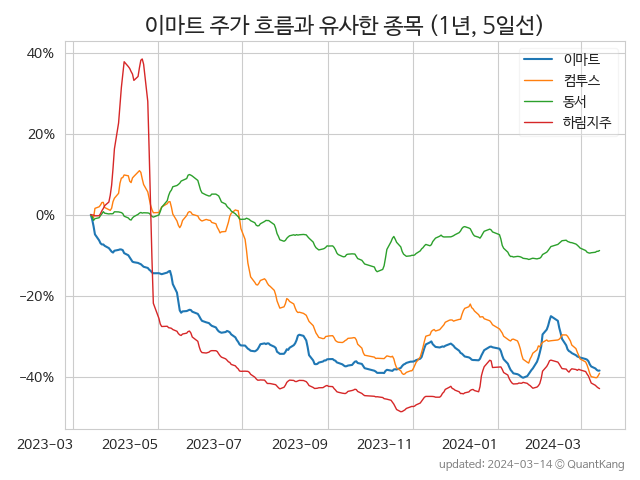 이마트 주가 흐름과 유사한 종목 (1년, 5일선)
이마트
컴투스
동서
하림지주
40%
20%
0%
−20%
−40%
2023−03
2023−05
2023−07
2023−09
2023−11
2024−01
2024−03
updated: 2024-03-14 © QuantKang